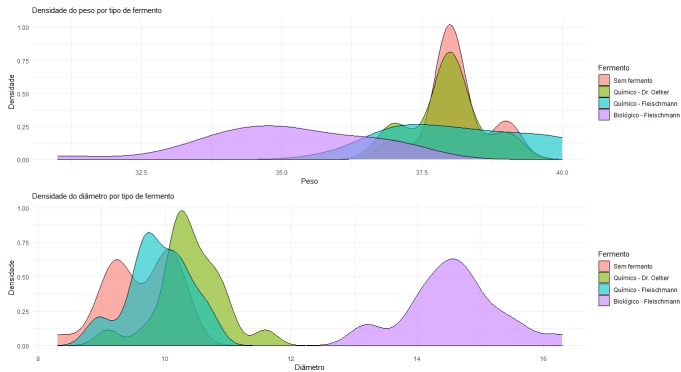 Densidade do peso por tipo de fermento
1.00
0.75
0.50
0.25
0.00
Densidade
32.5
35.0
37.5
40.0
Peso
Fermento
Sem fermento
Químico - Dr. Oetker
Químico - Fleischmann
Biológico - Fleischmann
Densidade do diâmetro por tipo de fermento
1.00
0.75
0.50
0.25
0.00
Densidade
8
10
12
14
16
Diâmetro
Fermento
Sem fermento
Químico - Dr. Oetker
Químico - Fleischmann
Biológico - Fleischmann